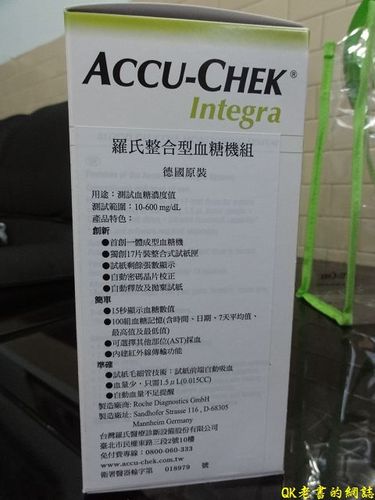 ACCU-CHEK®
Integra
羅氏整合型血糖機組
德國原裝
用途：測試血糖濃度值
測試範圍：10-600 mg/dL
產品特色：
創新
●首創一體成型血糖機
●獨創17片裝整合式試紙匣
●試紙剩餘張數顯示
●自動密碼晶片校正
●自動釋放及拋棄試紙
簡車
●15秒顯示血糖數值
●100組血糖記憶(含時間、日期、7天平均值、
最高值及最低值)
●可選擇其他部位(AST)採血
●內建紅外線傳輸功能
準確
●試紙毛細管技術：試紙前端自動吸血
●血量少，只需1.5μL(0.015CC)
●自動血量不足提醒
製造廠商: Roche Diagnostics GmbH
製造廠址: Sandhofer Strasse 116 , D-68305
Mannheim Germany
台灣羅氏醫療診斷設備股份有限公司
臺北市民權東路三段2號10樓
免付費專線：0800-060-333
www.accu-chek.com.tw
衛署醫器輸字第 018979 號
QK老書的網誌